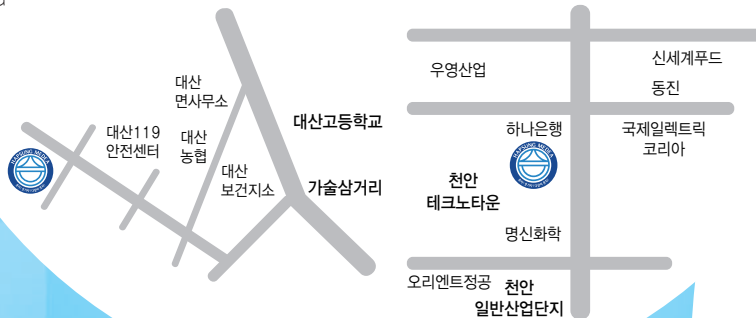 대산
면사무소
대산고등학교
대산119
안전센터
대산
농협
대산
보건지소
가술삼거리
HAPSUNG MEDIA
우영산업
신세계푸드
동진
하나은행
국제일렉트릭
코리아
HAPSUNG MEDIA
천안
테크노타운
명신화학
오리엔트정공
천안
일반산업단지